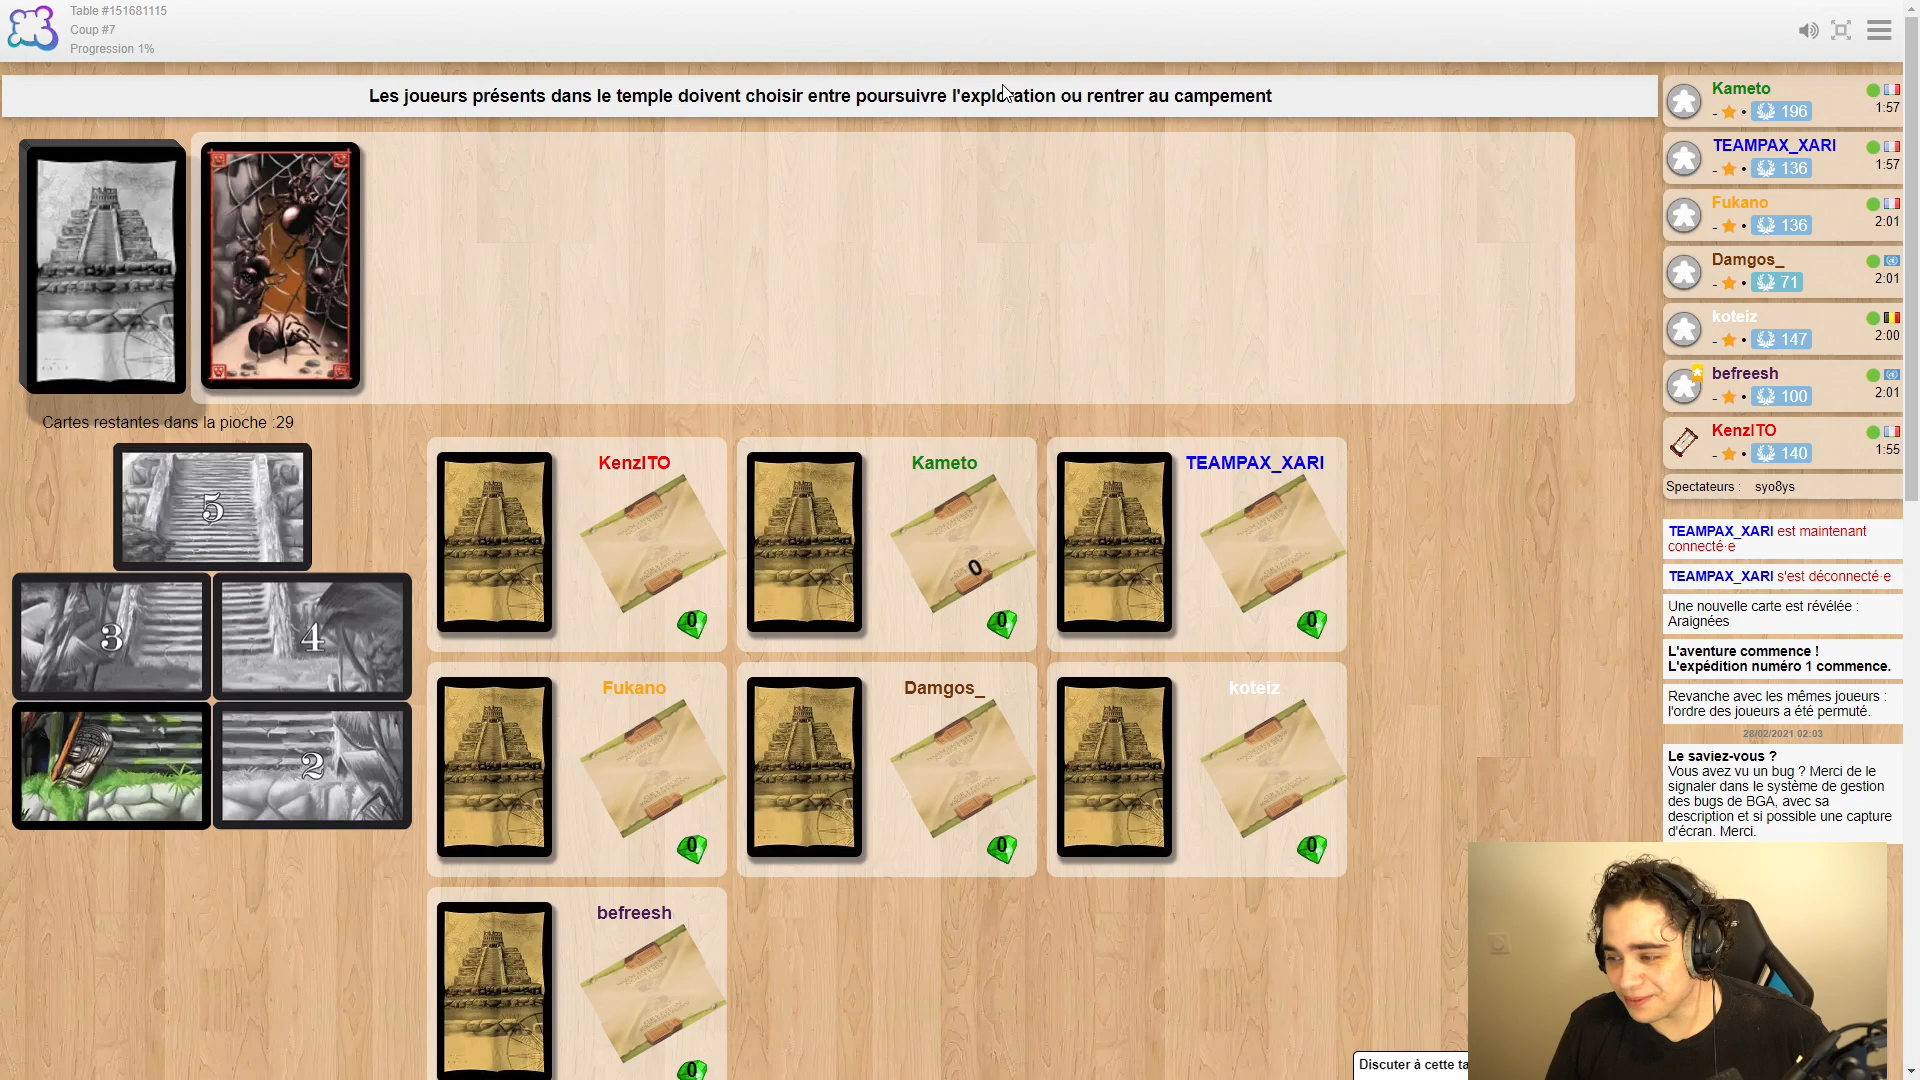 Table #151681115
Coup #7
Progression 1%
Les joueurs présents dans le temple doivent choisir entre poursuivre l'exploration ou rentrer au campement
Cartes restantes dans la pioche :29
5
3
4
2
KenzITO
0
Kameto
0
0
TEAMPAX_XARI
0
Fukano
0
Damgos_
0
koteiz
0
befreesh
0
Kameto
- ★ • 196
1:57
TEAMPAX_XARI
- ★ • 136
1:57
Fukano
- ★ • 136
2:01
Damgos_
- ★ • 71
2:01
koteiz
- ★ • 147
2:00
befreesh
- ★ • 100
2:01
KenzITO
- ★ • 140
1:55
Spectateurs : syo8ys
TEAMPAX_XARI est maintenant
connecté·e
TEAMPAX_XARI s'est déconnecté·e
Une nouvelle carte est révélée :
Araignées
L'aventure commence !
L'expédition numéro 1 commence.
Revanche avec les mêmes joueurs :
l'ordre des joueurs a été permuté.
28/02/2021 02:03
Le saviez-vous ?
Vous avez vu un bug ? Merci de le
signaler dans le système de gestion
des bugs de BGA, avec sa
description et si possible une capture
d'écran. Merci.
Discuter à cette ta